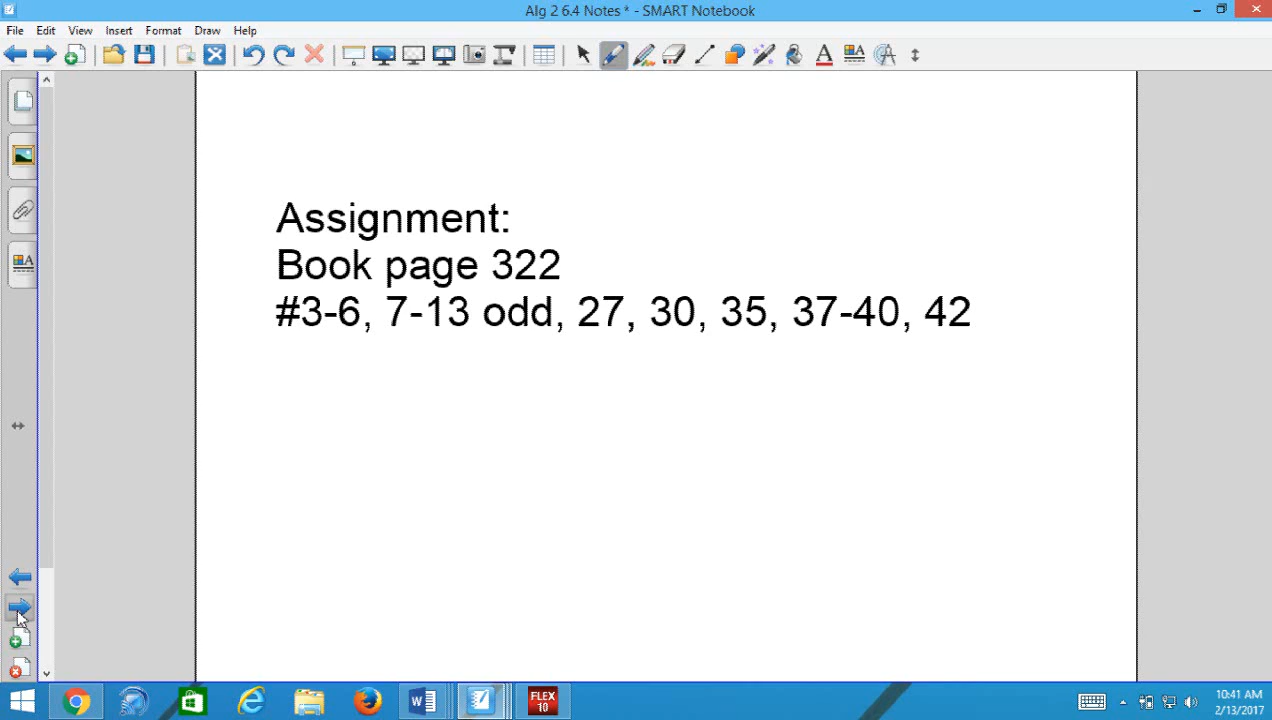 Alg 2 6.4 Notes * - SMART Notebook
File Edit View Insert Format Draw Help
Assignment:
Book page 322
#3-6, 7-13 odd, 27, 30, 35, 37-40, 42
FLEX
10
10:41 AM
2/13/2017